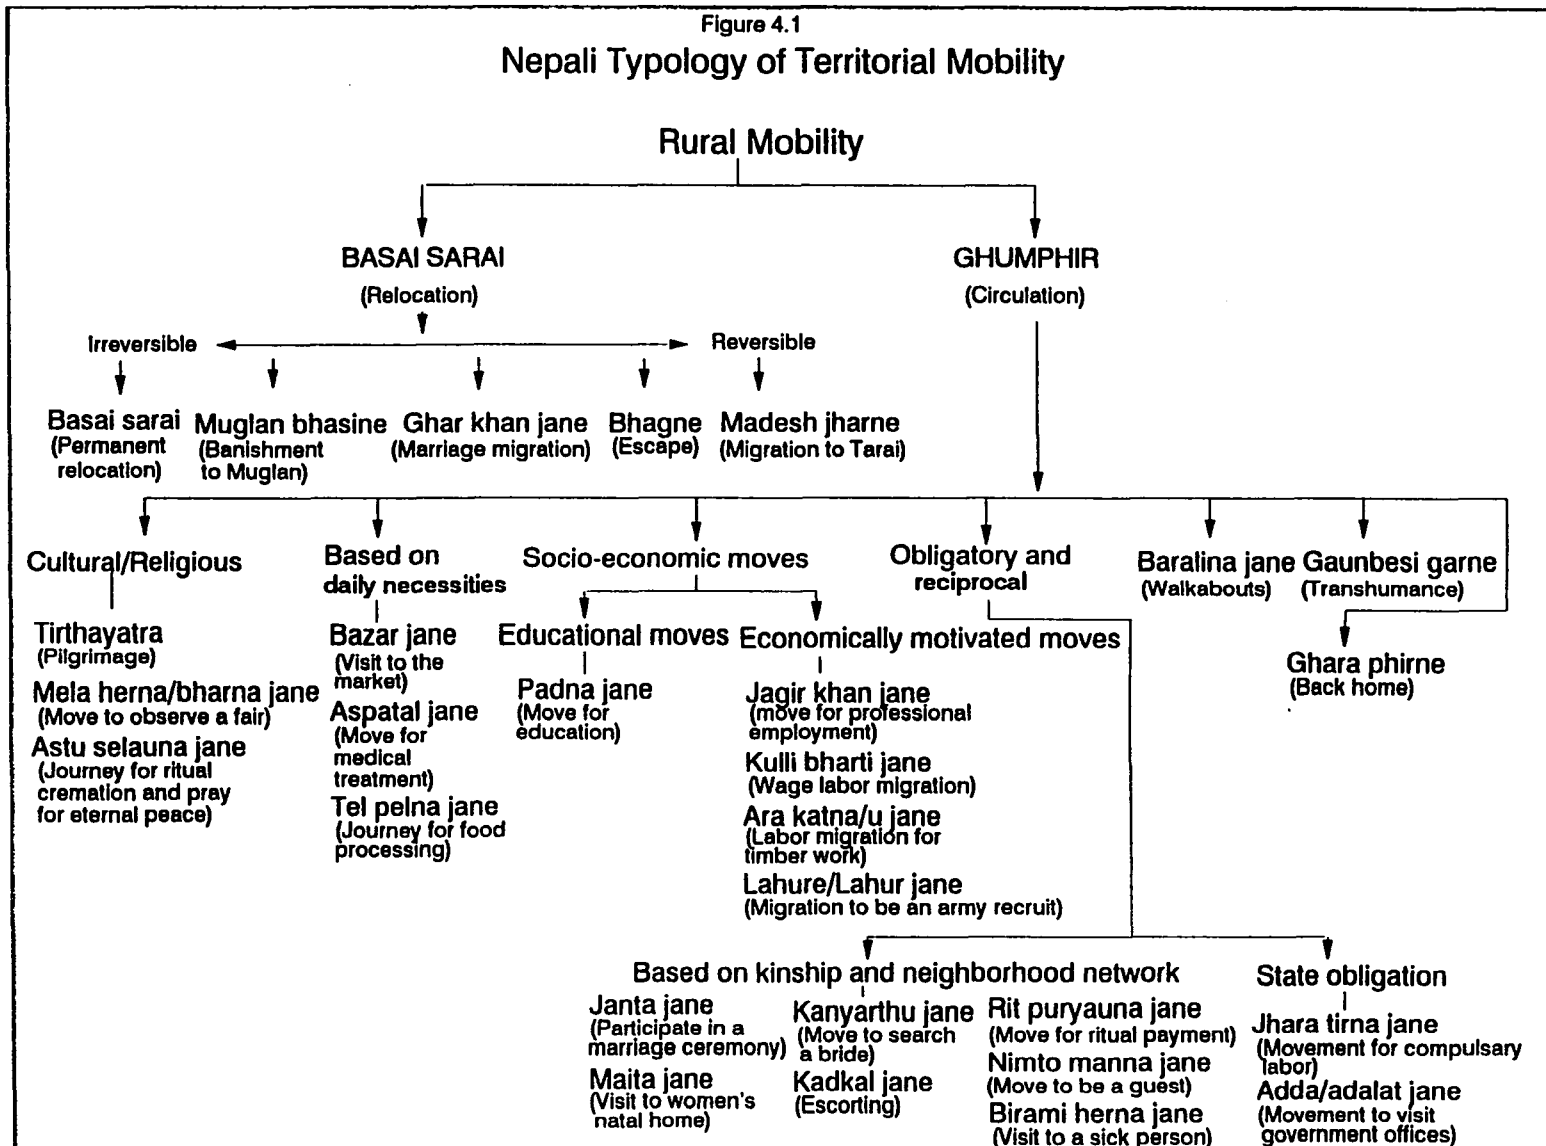 Figure 4.1
Nepali Typology of Territorial Mobility
Rural Mobility
BASAI SARAI
(Relocation)
GHUMPHIR
(Circulation)
Irreversible
Reversible
Basai sarai
(Permanent
relocation)
Muglan bhasine
(Banishment
to Muglan)
Ghar khan jane
(Marriage migration)
Bhagne
(Escape)
Madesh jharne
(Migration to Tarai)
Cultural/Religious
Tirthayatra
(Pilgrimage)
Mela herna/bharna jane
(Move to observe a fair)
Astu selauna jane
(Journey for ritual
cremation and pray
for eternal peace)
Based on
daily necessities
Bazar jane
(Visit to the
market)
Aspatal jane
(Move for
medical
treatment)
Tel pelna jane
(Journey for food
processing)
Socio-economic moves
Educational moves
Padna jane
(Move for
education)
Economically motivated moves
Jagir khan jane
(move for professional
employment)
Kulli bharti jane
(Wage labor migration)
Ara katna/u jane
(Labor migration for
timber work)
Lahure/Lahur jane
(Migration to be an army recruit)
Obligatory and
reciprocal
Baralina jane
(Walkabouts)
Gaunbesi garne
(Transhumance)
Ghara phirne
(Back home)
Based on kinship and neighborhood network
Janta jane
(Participate in a
marriage ceremony)
Maita jane
(Visit to women's
natal home)
Kanyarthu jane
(Move to search
a bride)
Kadkal jane
(Escorting)
Rit puryauna jane
(Move for ritual payment)
Nimto manna jane
(Move to be a guest)
Birami herna jane
(Visit to a sick person)
State obligation
Jhara tirna jane
(Movement for compulsary
labor)
Adda/adalat jane
(Movement to visit
government offices)